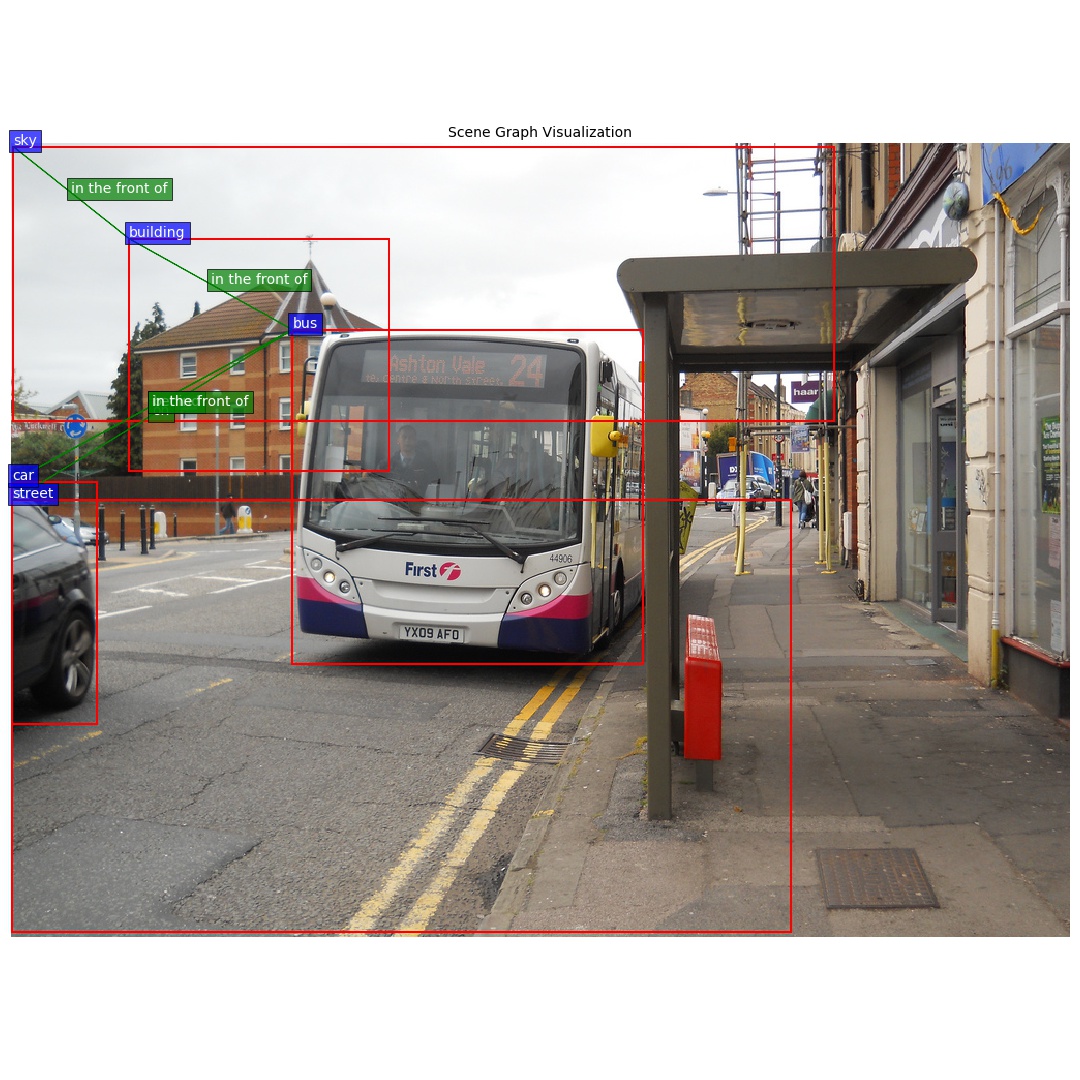 Scene Graph Visualization
sky
in the front of
building
in the front of
bus
in the front of
car
street
Ashton Vale 24
haar
44906
First
YX09 AFO